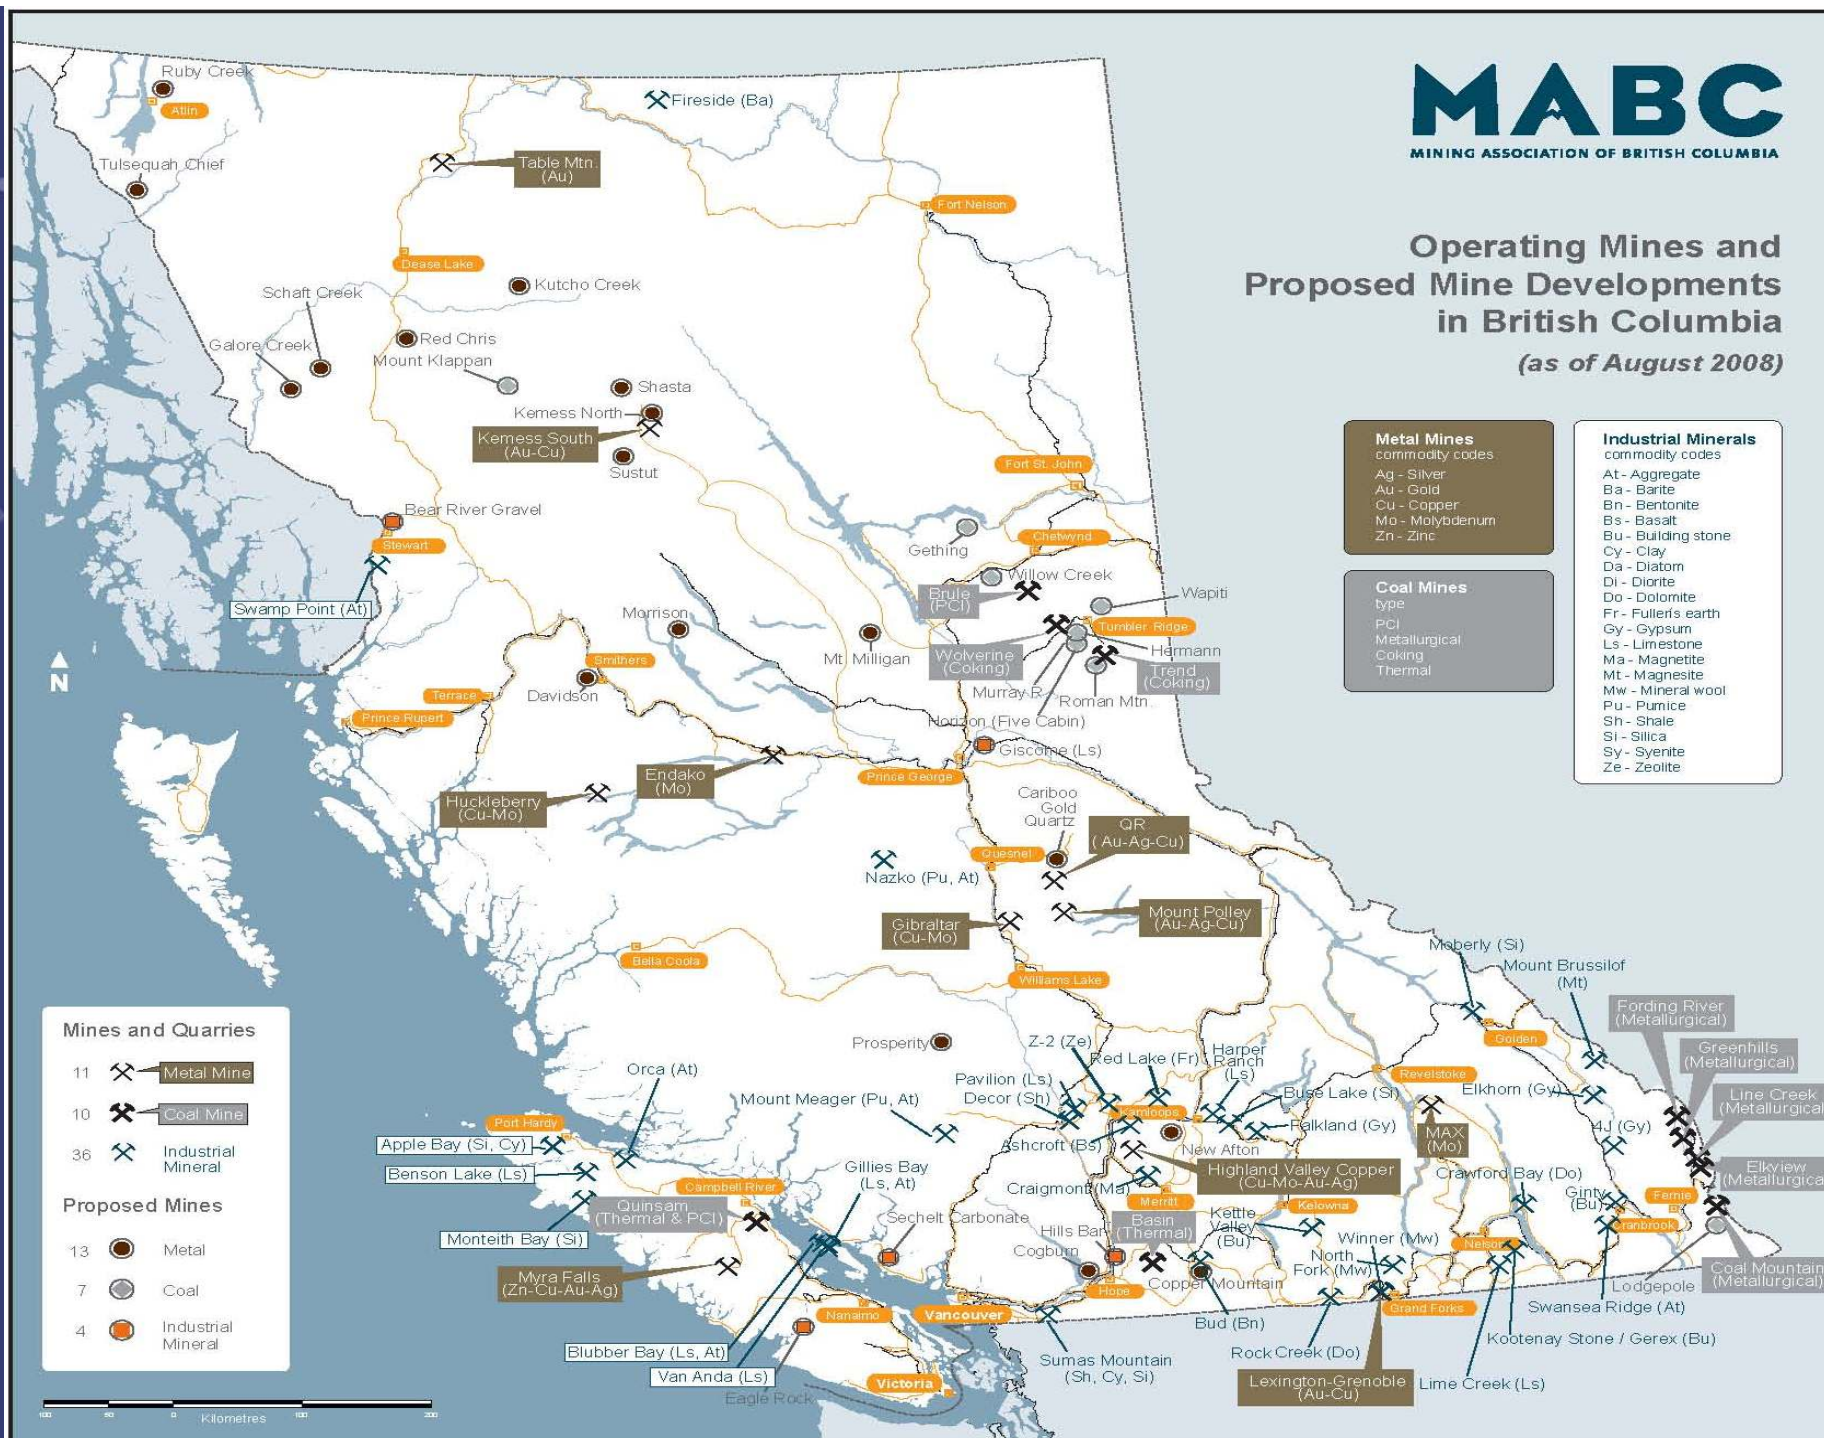 MABC
MINING ASSOCIATION OF BRITISH COLUMBIA
Operating Mines and
Proposed Mine Developments
in British Columbia
(as of August 2008)
Metal Mines
commodity codes
Ag - Silver
Au - Gold
Cu - Copper
Mo - Molybdenum
Zn - Zinc
Coal Mines
type
PCI
Metallurgical
Coking
Thermal
Industrial Minerals
commodity codes
At - Aggregate
Ba - Barite
Bn - Bentonite
Bs - Basalt
Bu - Building stone
Cy - Clay
Da - Diatom
Di - Diorite
Do - Dolomite
Fr - Fullen's earth
Gy - Gypsum
Ls - Limestone
Ma - Magnetite
Mt - Magnesite
Mw - Mineral wool
Pu - Pumice
Sh - Shale
Si - Silica
Sy - Syenite
Ze - Zeolite
Ruby Creek
Atlin
Fireside (Ba)
Tulsequah Chief
Table Mtn.
(Au)
Fort Nelson
Dease Lake
Kutcho Creek
Schaft Creek
Galore Creek
Red Chris
Mount Klappan
Shasta
Kemess North
Kemess South
(Au-Cu)
Sustut
Fort St. John
Bear River Gravel
Stewart
Swamp Point (At)
Gething
Chetwynd
Willow Creek
Brule
(PCI)
Wapiti
Tumbler Ridge
Hermann
Wolverine
(Coking)
Trend
(Coking)
Murray R.
Roman Mtn.
Horizon (Five Cabin)
Morrison
Mt. Milligan
Smithers
Davidson
Terrace
Prince Rupert
N
Giscome (Ls)
Prince George
Endako
(Mo)
Huckleberry
(Cu-Mo)
Cariboo
Gold
Quartz
QR
( Au-Ag-Cu)
Quesnel
Nazko (Pu, At)
Mount Polley
(Au-Ag-Cu)
Gibraltar
(Cu-Mo)
Bella Coola
Williams Lake
Moberly (Si)
Mount Brussilof
(Mt)
Fording River
(Metallurgical)
Golden
Greenhills
(Metallurgical)
Elkhorn (Gy)
Line Creek
(Metallurgical
4J (Gy)
Elkview
(Metallurgica
Prosperity
Z-2 (Ze)
Red Lake (Fr)
Harper
Ranch
(Ls)
Revelstoke
Pavilion (Ls)
Decor (Sh)
Kamloops
Buse Lake (Si)
Falkland (Gy)
Ashcroft (Bs)
New Afton
MAX
(Mo)
Highland Valley Copper
(Cu-Mo-Au-Ag)
Crawford Bay (Do)
Craigmont (Ma)
Merritt
Ginty
(Bu)
Fernie
Cranbrook
Orca (At)
Mount Meager (Pu, At)
Port Hardy
Apple Bay (Si, Cy)
Benson Lake (Ls)
Gillies Bay
(Ls, At)
Campbell River
Quinsam
(Thermal & PCI)
Monteith Bay (Si)
Sechelt Carbonate
Hills Bar
Basin
(Thermal)
Kettle
Valley
(Bu)
Kelowna
Winner (Mw)
Nelson
Cogburn
North
Fork (Mw)
Copper Mountain
Myra Falls
(Zn-Cu-Au-Ag)
Hope
Lodgepole
Coal Mountain
(Metallurgical)
Nanaimo
Vancouver
Bud (Bn)
Grand Forks
Swansea Ridge (At)
Kootenay Stone / Gerex (Bu)
Rock Creek (Do)
Blubber Bay (Ls, At)
Van Anda (Ls)
Sumas Mountain
(Sh, Cy, Si)
Lexington-Grenoble
(Au-Cu)
Lime Creek (Ls)
Victoria
Eagle Rock
Mines and Quarries
11 Metal Mine
10 Coal Mine
36 Industrial
Mineral
Proposed Mines
13 Metal
7 Coal
4 Industrial
Mineral
100 50 0 100 200
Kilometres